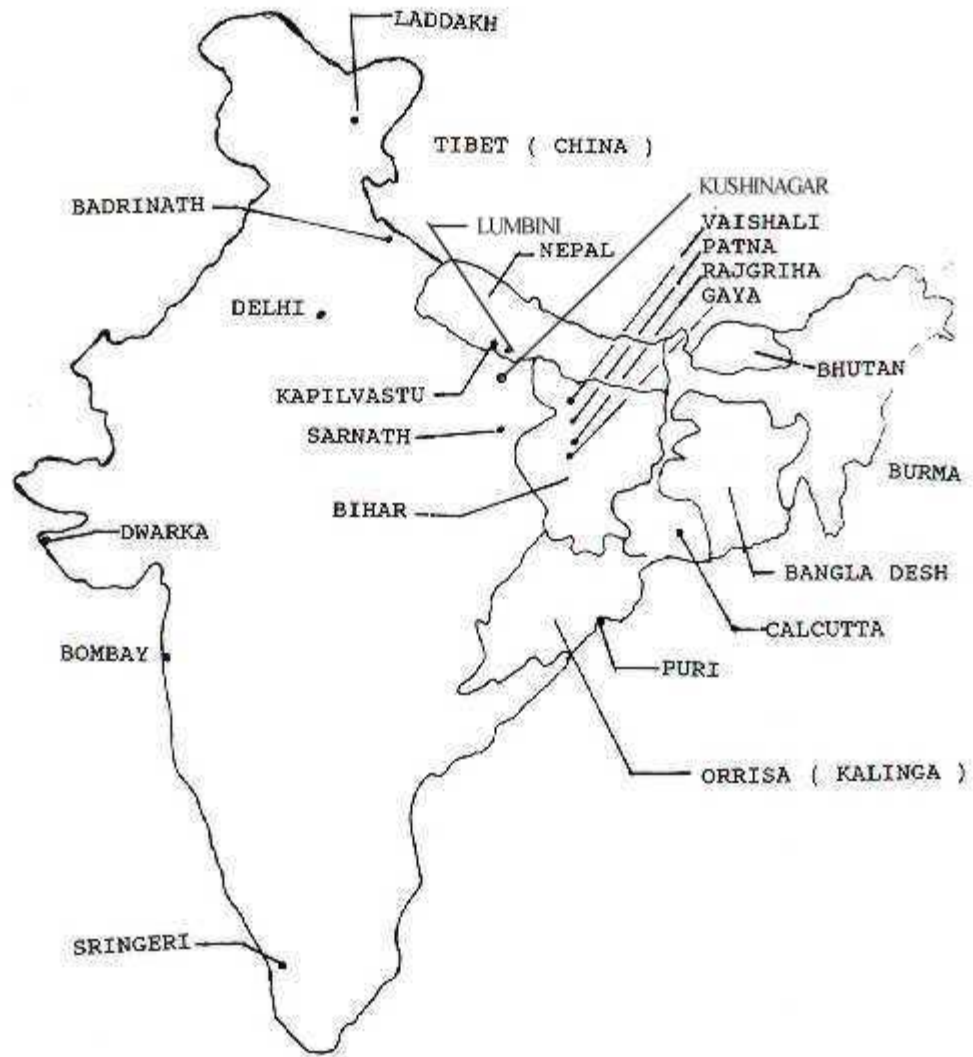 LADDAKH
TIBET ( CHINA )
KUSHINAGAR
BADRINATH
LUMBINI
VAISHALI
NEPAL
PATNA
RAJGRIHA
GAYA
DELHI
BHUTAN
KAPILVASTU
SARNATH
BURMA
BIHAR
DWARKA
BANGLA DESH
CALCUTTA
BOMBAY
PURI
ORRISA ( KALINGA )
SRINGERI